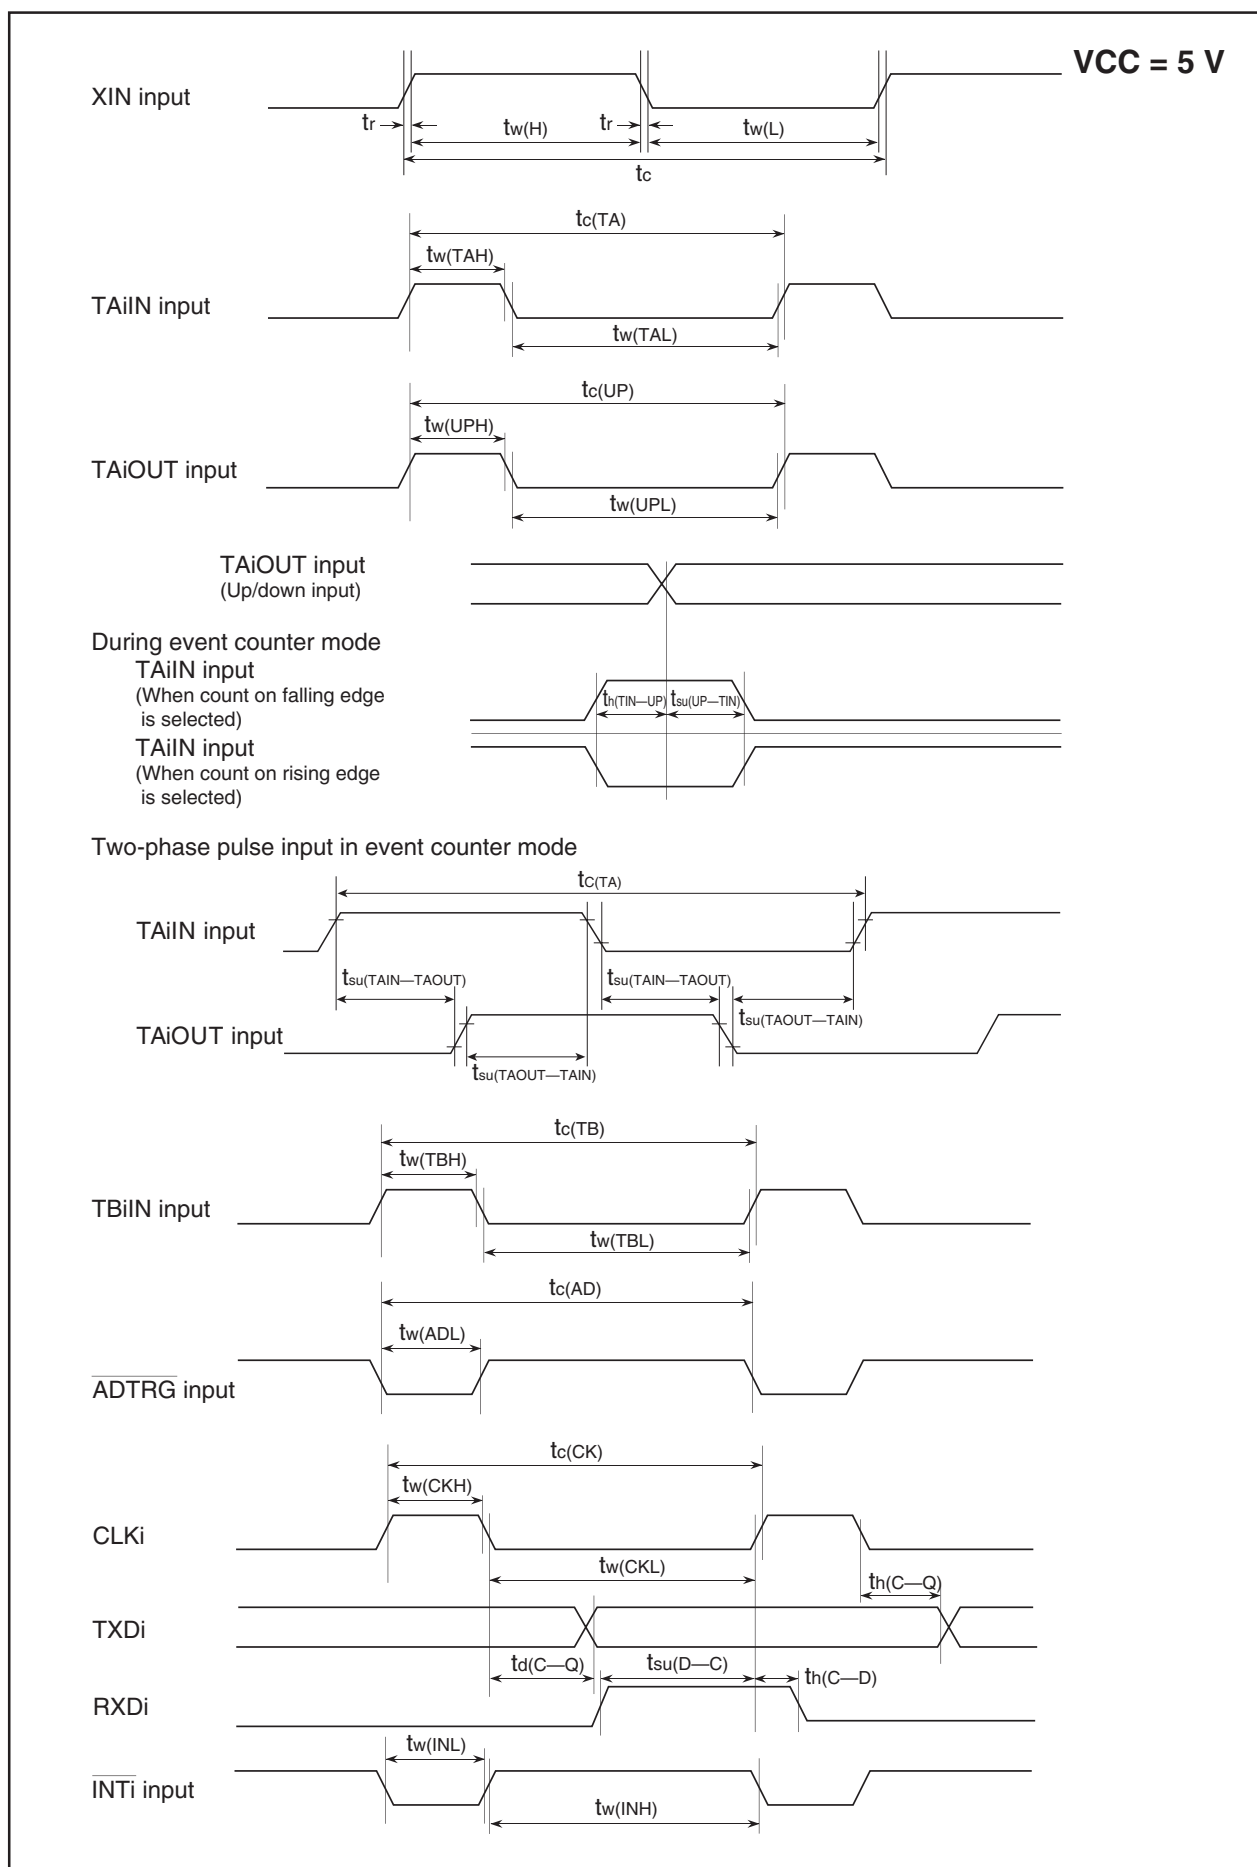 VCC = 5 V
XIN input
tr
tw(H)
tr
tw(L)
tc
tc(TA)
tw(TAH)
TAiIN input
tw(TAL)
tc(UP)
tw(UPH)
TAiOUT input
tw(UPL)
TAiOUT input
(Up/down input)
During event counter mode
TAiIN input
(When count on falling edge
is selected)
th(TIN—UP)
tsu(UP—TIN)
TAiIN input
(When count on rising edge
is selected)
Two-phase pulse input in event counter mode
tC(TA)
TAiIN input
tsu(TAIN—TAOUT)
tsu(TAIN—TAOUT)
tsu(TAOUT—TAIN)
TAiOUT input
tsu(TAOUT—TAIN)
tc(TB)
tw(TBH)
TBiIN input
tw(TBL)
tc(AD)
tw(ADL)
ADTRG input
tc(CK)
tw(CKH)
CLKi
tw(CKL)
th(C—Q)
TXDi
td(C—Q)
tsu(D—C)
th(C—D)
RXDi
tw(INL)
INTi input
tw(INH)